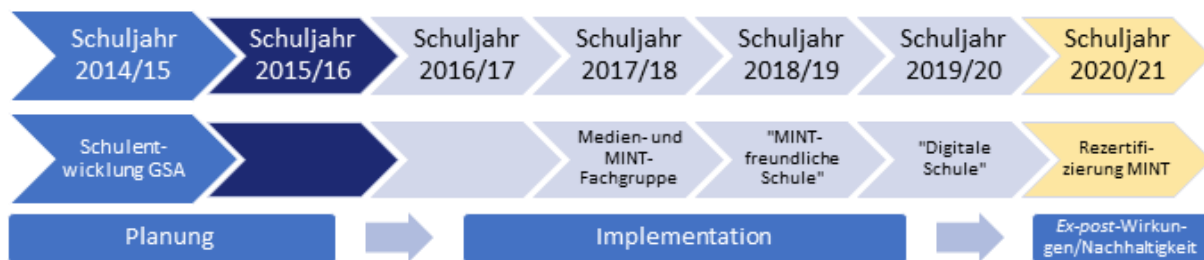 Schuljahr
2014/15
Schuljahr
2015/16
Schuljahr
2016/17
Schuljahr
2017/18
Schuljahr
2018/19
Schuljahr
2019/20
Schuljahr
2020/21
Schulent-
wicklung GSA
Medien- und
MINT-
Fachgruppe
"MINT-
freundliche
Schule"
"Digitale
Schule"
Rezertifi-
zierung MINT
Planung
Implementation
Ex-post-Wirkun-
gen/Nachhaltigkeit